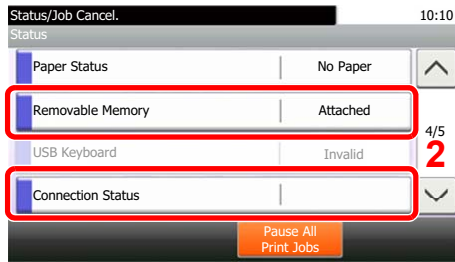 Status/Job Cancel. 10:10
Status
Paper Status No Paper
Removable Memory Attached
4/5
USB Keyboard Invalid
2
Connection Status
Pause All
Print Jobs